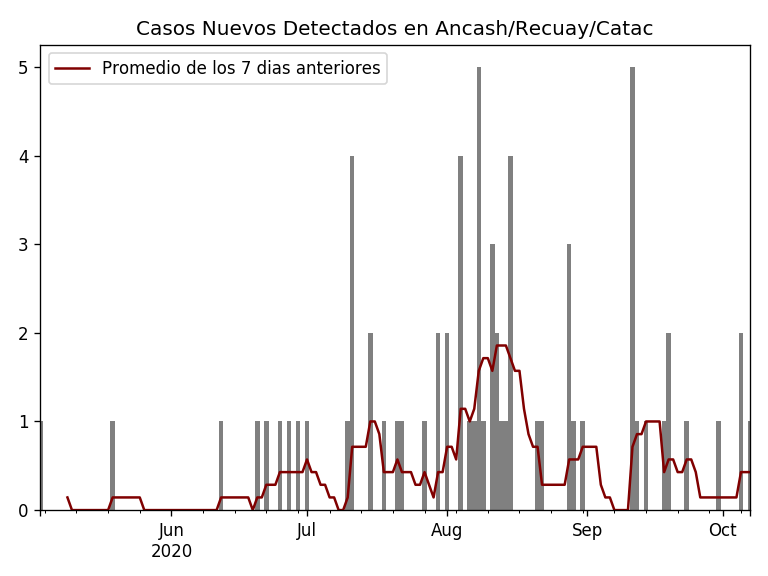 Casos Nuevos Detectados en Ancash/Recuay/Catac
Promedio de los 7 dias anteriores
5
4
3
2
1
0
Jun Jul Aug Sep Oct
2020